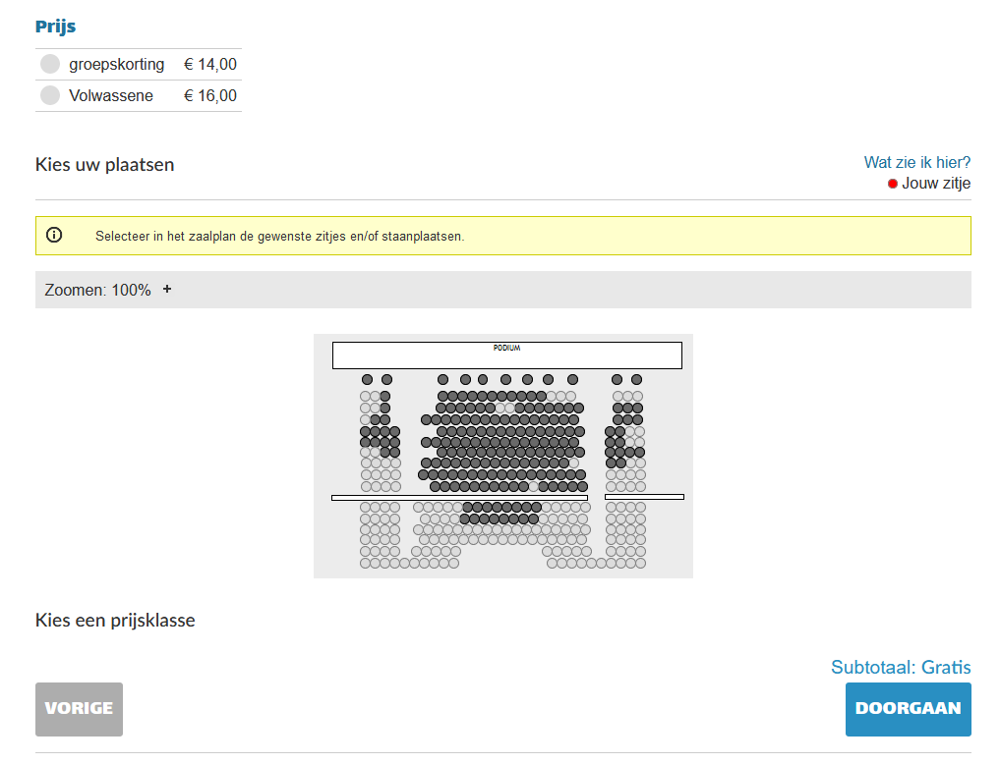 Prijs
groepskorting € 14,00
Volwassene € 16,00
Kies uw plaatsen
Wat zie ik hier?
Jouw zitje
Selecteer in het zaalplan de gewenste zitjes en/of staanplaatsen.
Zoomen: 100% +
PODIUM
Kies een prijsklasse
Subtotaal: Gratis
VORIGE
DOORGAAN